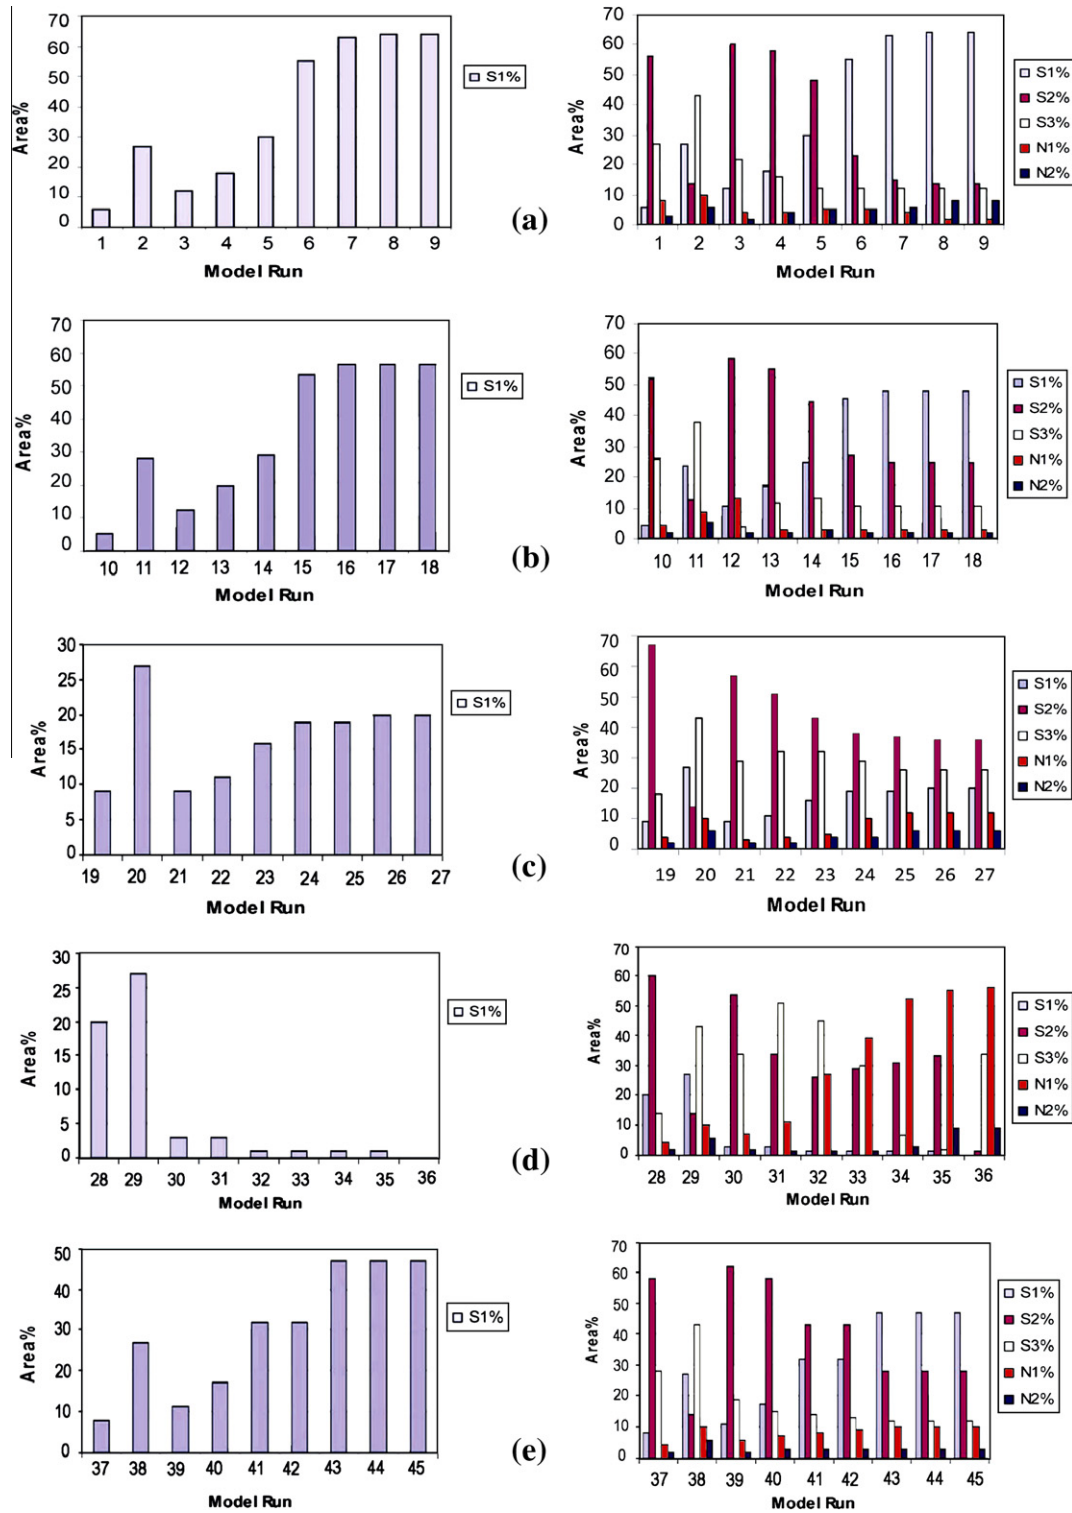 70
60
50
40
30
20
10
0
Area%
1 2 3 4 5 6 7 8 9
Model Run
S1%
(a)
70
60
50
40
30
20
10
0
Area%
1 2 3 4 5 6 7 8 9
Model Run
S1%
S2%
S3%
N1%
N2%
70
60
50
40
30
20
10
0
Area%
10 11 12 13 14 15 16 17 18
Model Run
S1%
(b)
70
60
50
40
30
20
10
0
Area%
10 11 12 13 14 15 16 17 18
Model Run
S1%
S2%
S3%
N1%
N2%
30
25
20
15
10
5
0
Area%
19 20 21 22 23 24 25 26 27
Model Run
S1%
(c)
70
60
50
40
30
20
10
0
Area%
19 20 21 22 23 24 25 26 27
Model Run
S1%
S2%
S3%
N1%
N2%
30
25
20
15
10
5
0
Area%
28 29 30 31 32 33 34 35 36
Model Run
S1%
(d)
70
60
50
40
30
20
10
0
Area%
28 29 30 31 32 33 34 35 36
Model Run
S1%
S2%
S3%
N1%
N2%
50
40
30
20
10
0
Area%
37 38 39 40 41 42 43 44 45
Model Run
S1%
(e)
70
60
50
40
30
20
10
0
Area%
37 38 39 40 41 42 43 44 45
Model Run
S1%
S2%
S3%
N1%
N2%